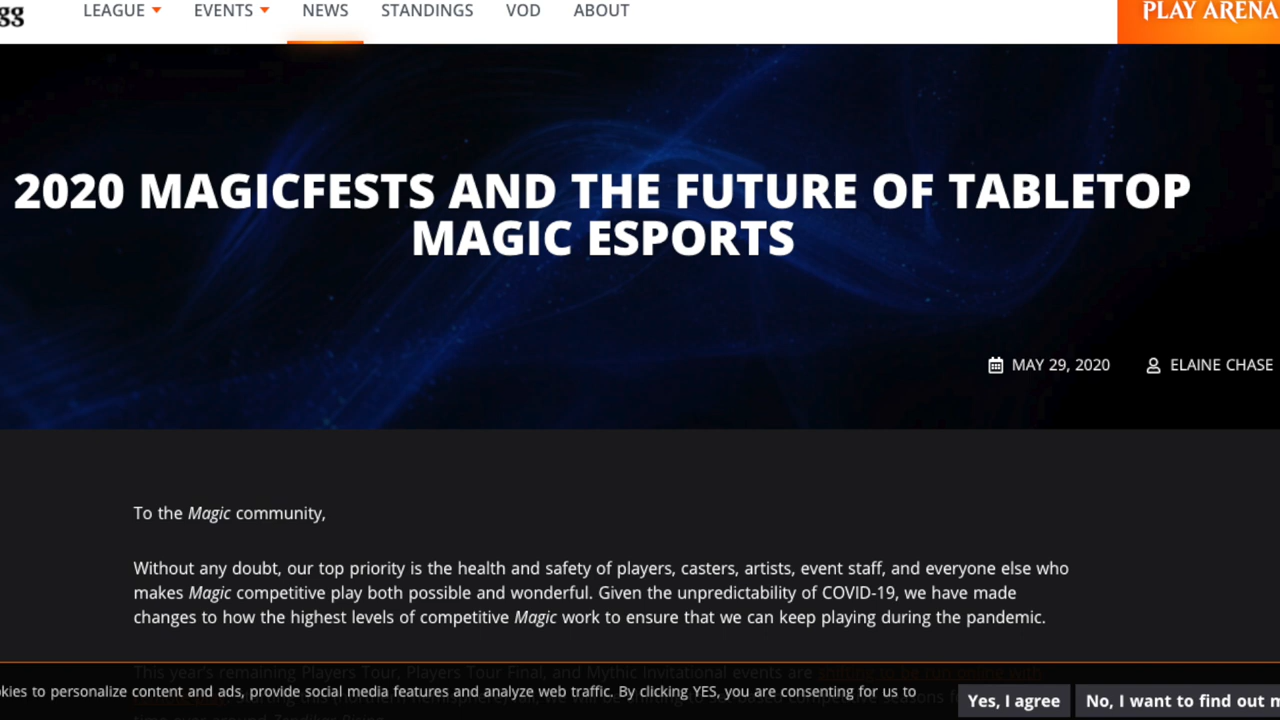 gg LEAGUE EVENTS NEWS STANDINGS VOD ABOUT PLAY ARENA
2020 MAGICFESTS AND THE FUTURE OF TABLETOP
MAGIC ESPORTS
MAY 29, 2020 ELAINE CHASE
To the Magic community,
Without any doubt, our top priority is the health and safety of players, casters, artists, event staff, and everyone else who
makes Magic competitive play both possible and wonderful. Given the unpredictability of COVID-19, we have made
changes to how the highest levels of competitive Magic work to ensure that we can keep playing during the pandemic.
This year's remaining Players Tour, Players Tour Final, and Mythic Invitational events are
kies to personalize content and ads, provide social media features and analyze web traffic. By clicking YES, you are consenting for us to
Yes, I agree No, I want to find out